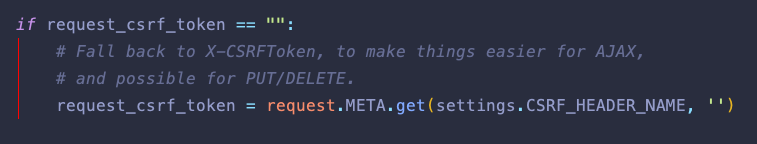 if request_csrf_token == "":
    # Fall back to X-CSRFToken, to make things easier for AJAX,
    # and possible for PUT/DELETE.
    request_csrf_token = request.META.get(settings.CSRF_HEADER_NAME, '')